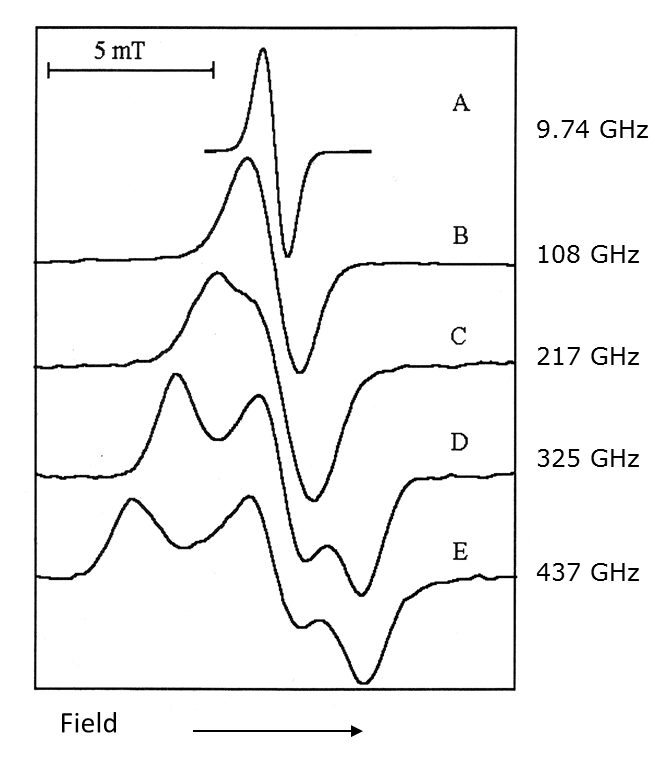 5 mT
A
9.74 GHz
B
108 GHz
C
217 GHz
D
325 GHz
E
437 GHz
Field